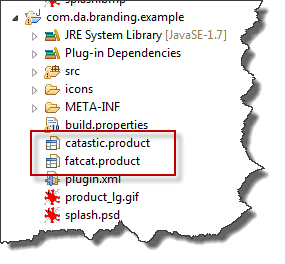 com.da.branding.example
JRE System Library [JavaSE-1.7]
Plug-in Dependencies
src
icons
META-INF
build.properties
catastic.product
fatcat.product
plugin.xml
product_lg.gif
splash.psd